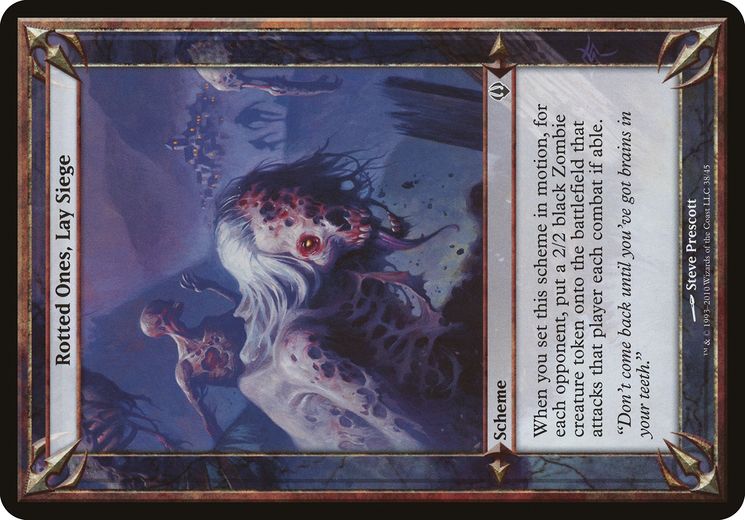 Rotted Ones, Lay Siege
Scheme
When you set this scheme in motion, for
each opponent, put a 2/2 black Zombie
creature token onto the battlefield that
attacks that player each combat if able.
“Don’t come back until you’ve got brains in
your teeth.”
Steve Prescott
™ & © 1993–2010 Wizards of the Coast LLC 38/45